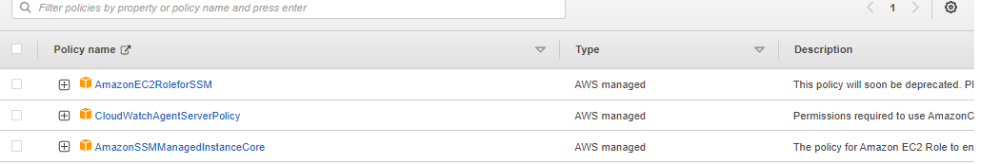 Filter policies by property or policy name and press enter
1
Policy name Type Description
AmazonEC2RoleforSSM AWS managed This policy will soon be deprecated. Pl
CloudWatchAgentServerPolicy AWS managed Permissions required to use AmazonC
AmazonSSMManagedInstanceCore AWS managed The policy for Amazon EC2 Role to en